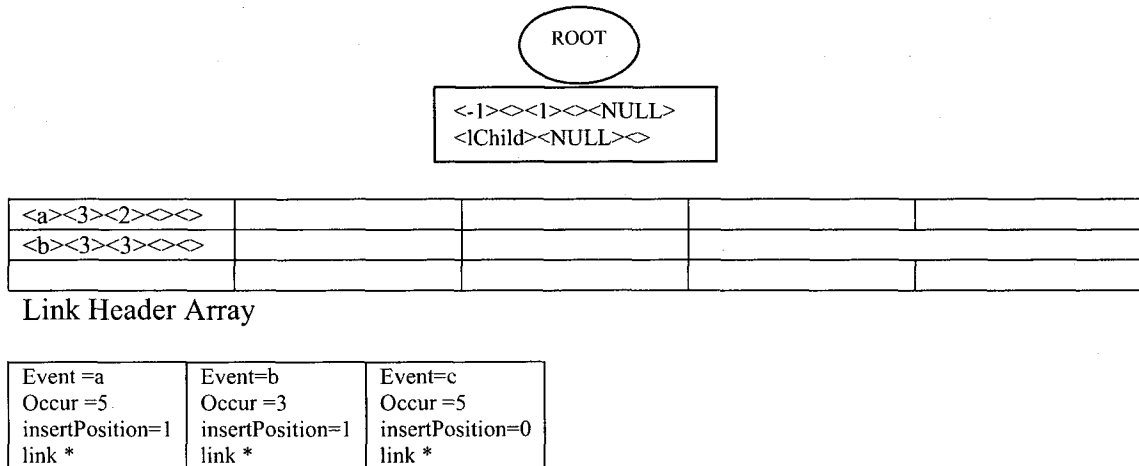 ROOT
<-1><><1><><NULL>
<lChild><NULL><>
<a><3><2><><>
<b><3><3><><>
Link Header Array
Event =a Event=b Event=c
Occur =5 Occur =3 Occur =5
insertPosition=1 insertPosition=1 insertPosition=0
link * link * link *